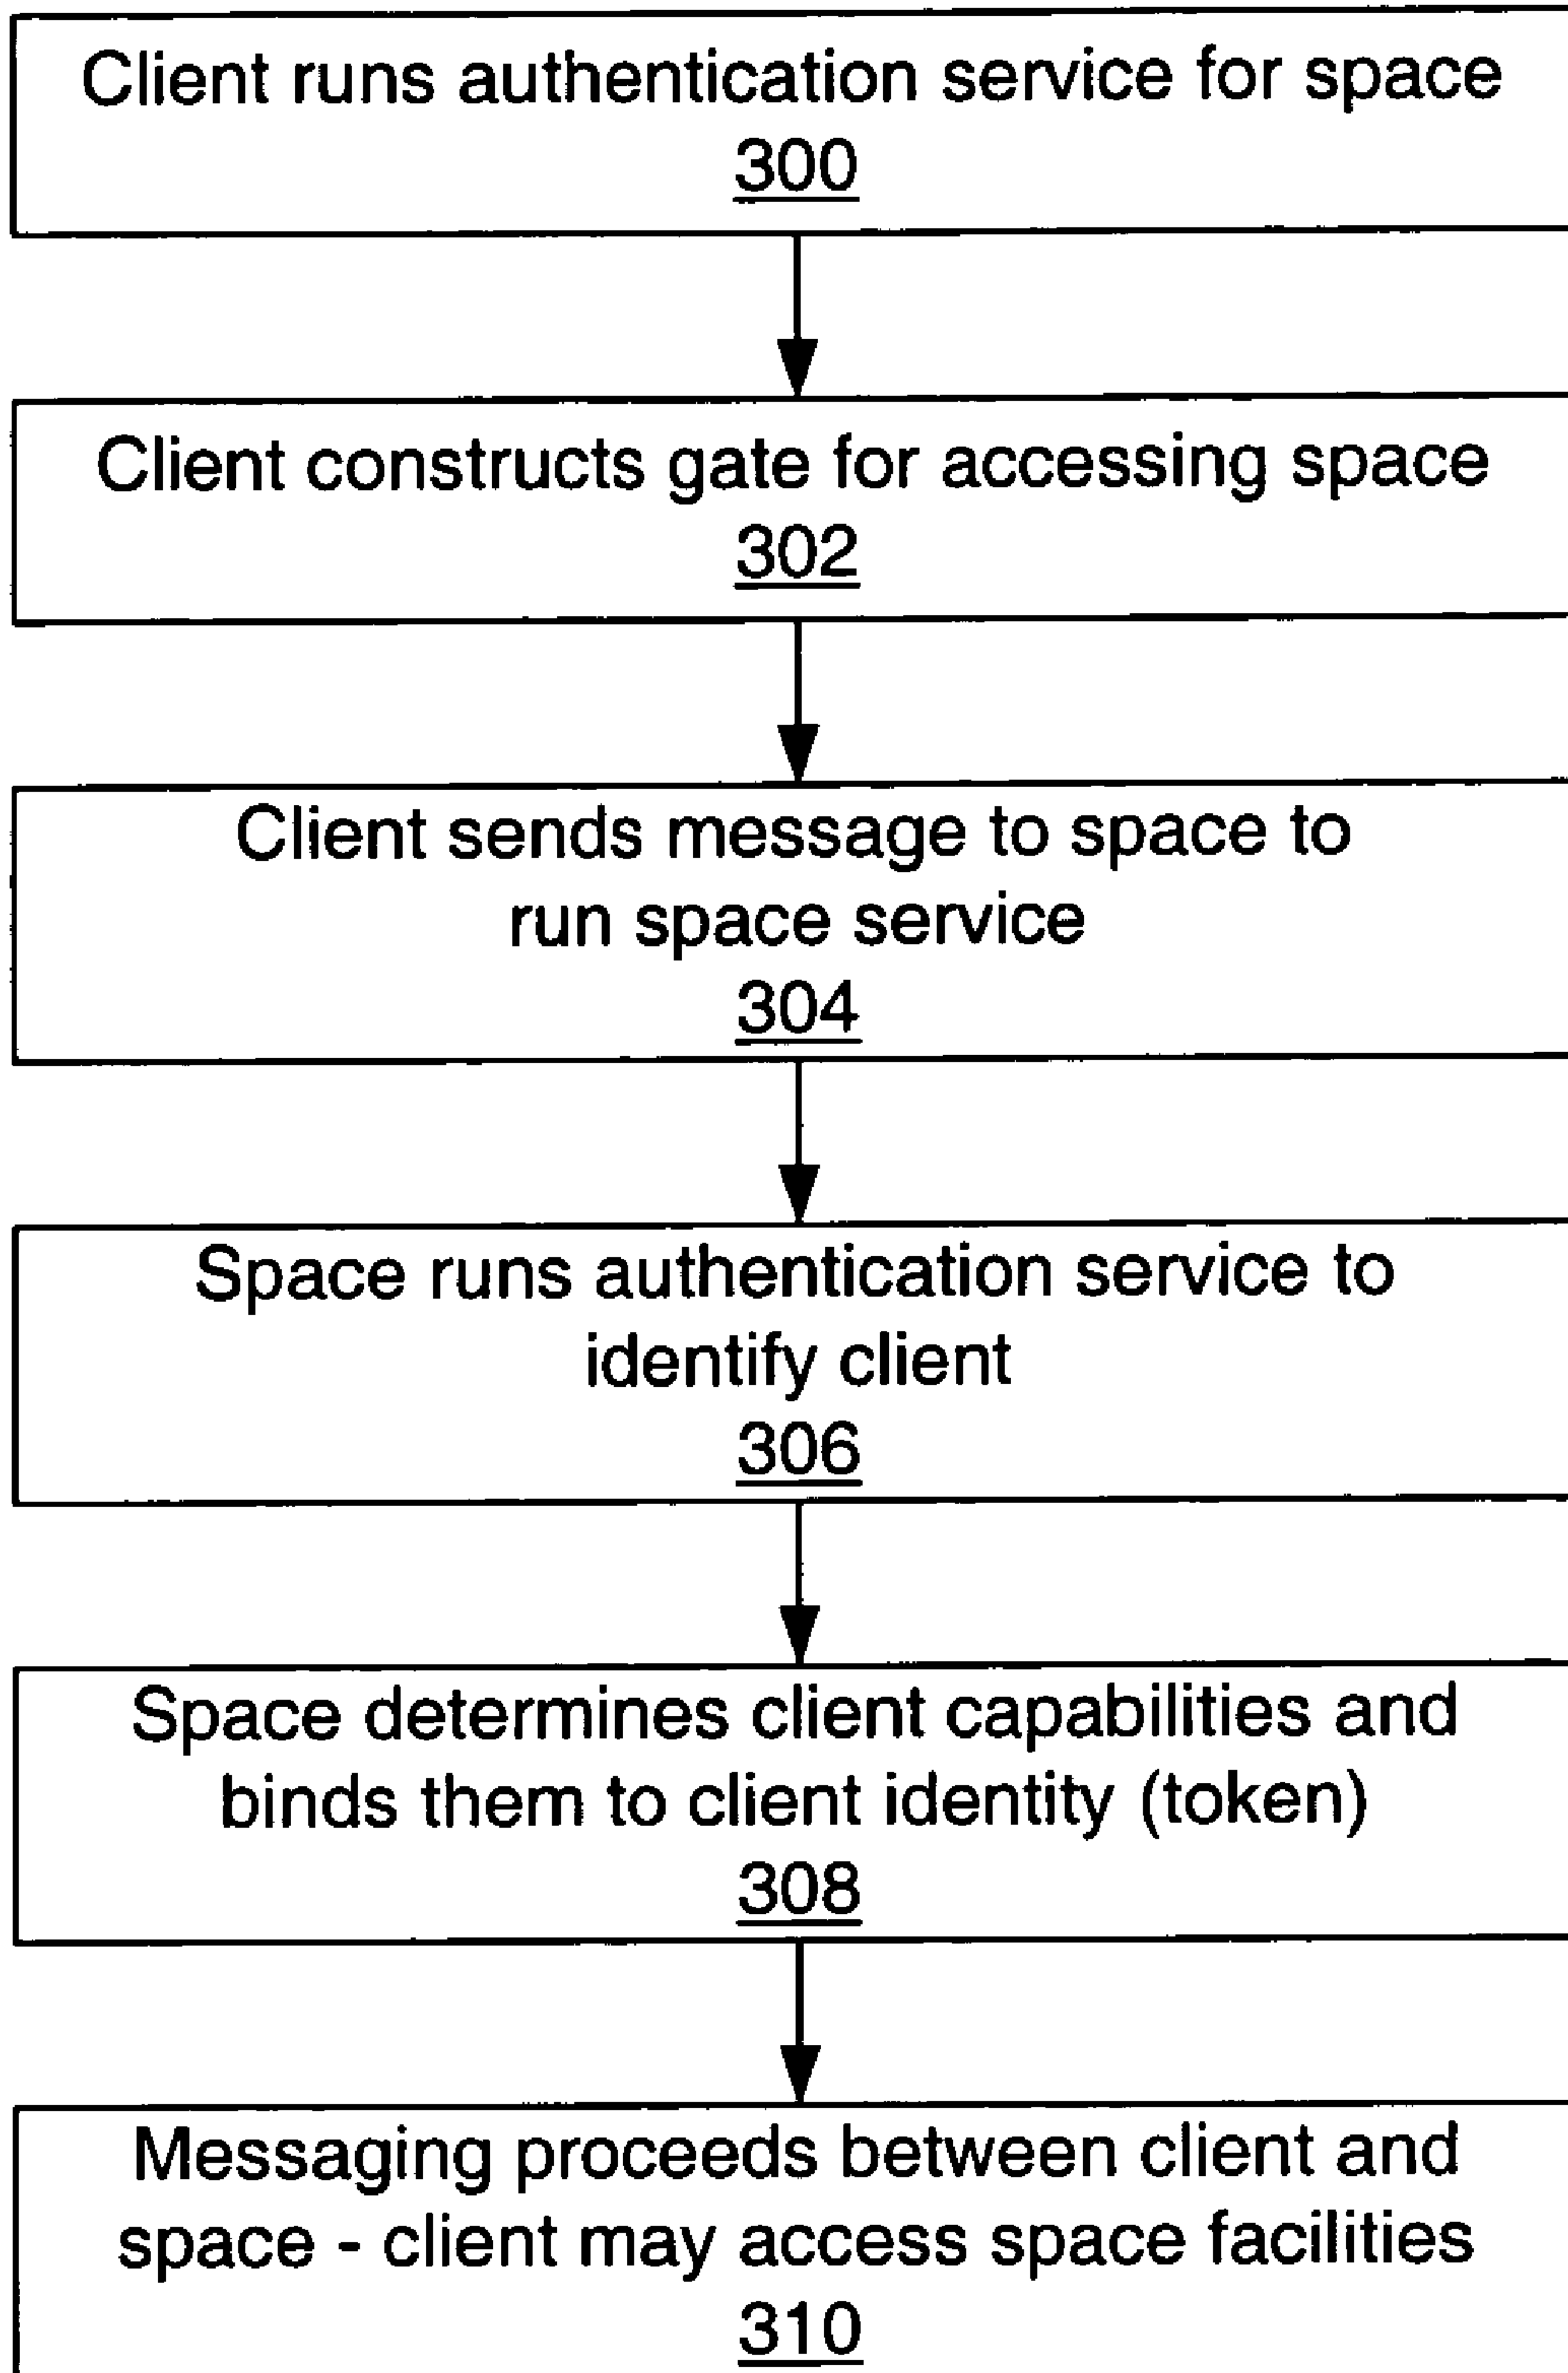 Client runs authentication service for space
300
Client constructs gate for accessing space
302
Client sends message to space to
run space service
304
Space runs authentication service to
identify client
306
Space determines client capabilities and
binds them to client identity (token)
308
Messaging proceeds between client and
space - client may access space facilities
310